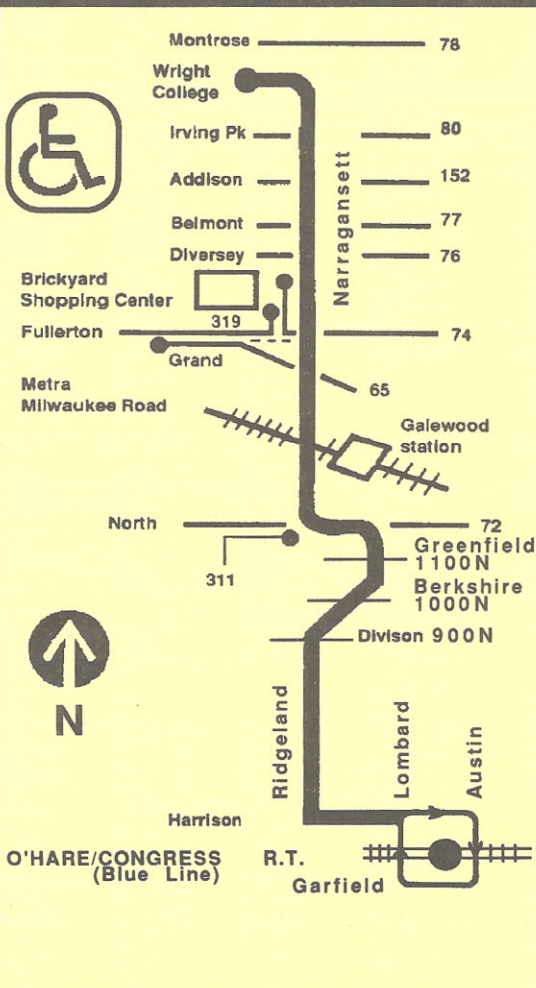 Montrose 78
Wright
College
Irving Pk 80
Addison 152
Narragansett
Belmont 77
Diversey 76
Brickyard
Shopping Center
319
Fullerton 74
Grand
65
Metra
Milwaukee Road
Galewood
station
North 72
311
Greenfield
1100N
Berkshire
1000N
Divison 900N
N
Ridgeland
Lombard
Austin
Harrison
O'HARE/CONGRESS R.T.
(Blue Line)
Garfield